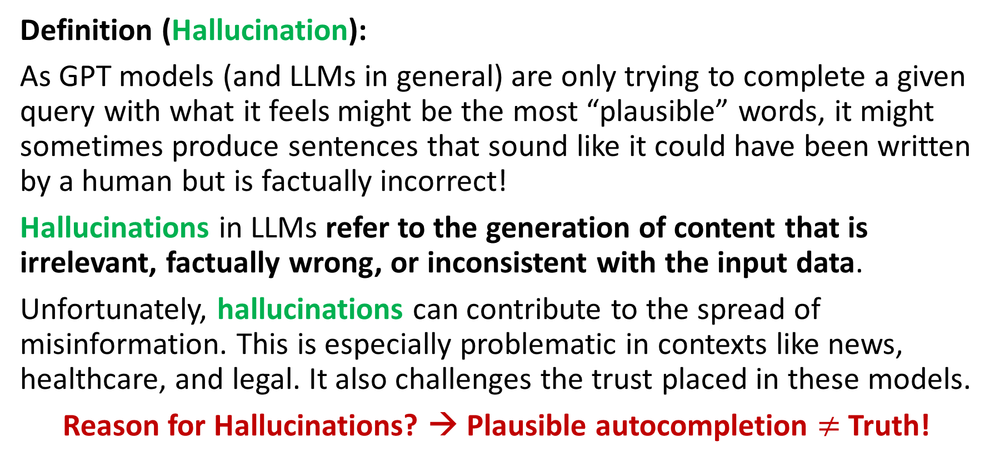 Definition (Hallucination):
As GPT models (and LLMs in general) are only trying to complete a given
query with what it feels might be the most “plausible” words, it might
sometimes produce sentences that sound like it could have been written
by a human but is factually incorrect!
Hallucinations in LLMs refer to the generation of content that is
irrelevant, factually wrong, or inconsistent with the input data.
Unfortunately, hallucinations can contribute to the spread of
misinformation. This is especially problematic in contexts like news,
healthcare, and legal. It also challenges the trust placed in these models.
Reason for Hallucinations? → Plausible autocompletion ≠ Truth!